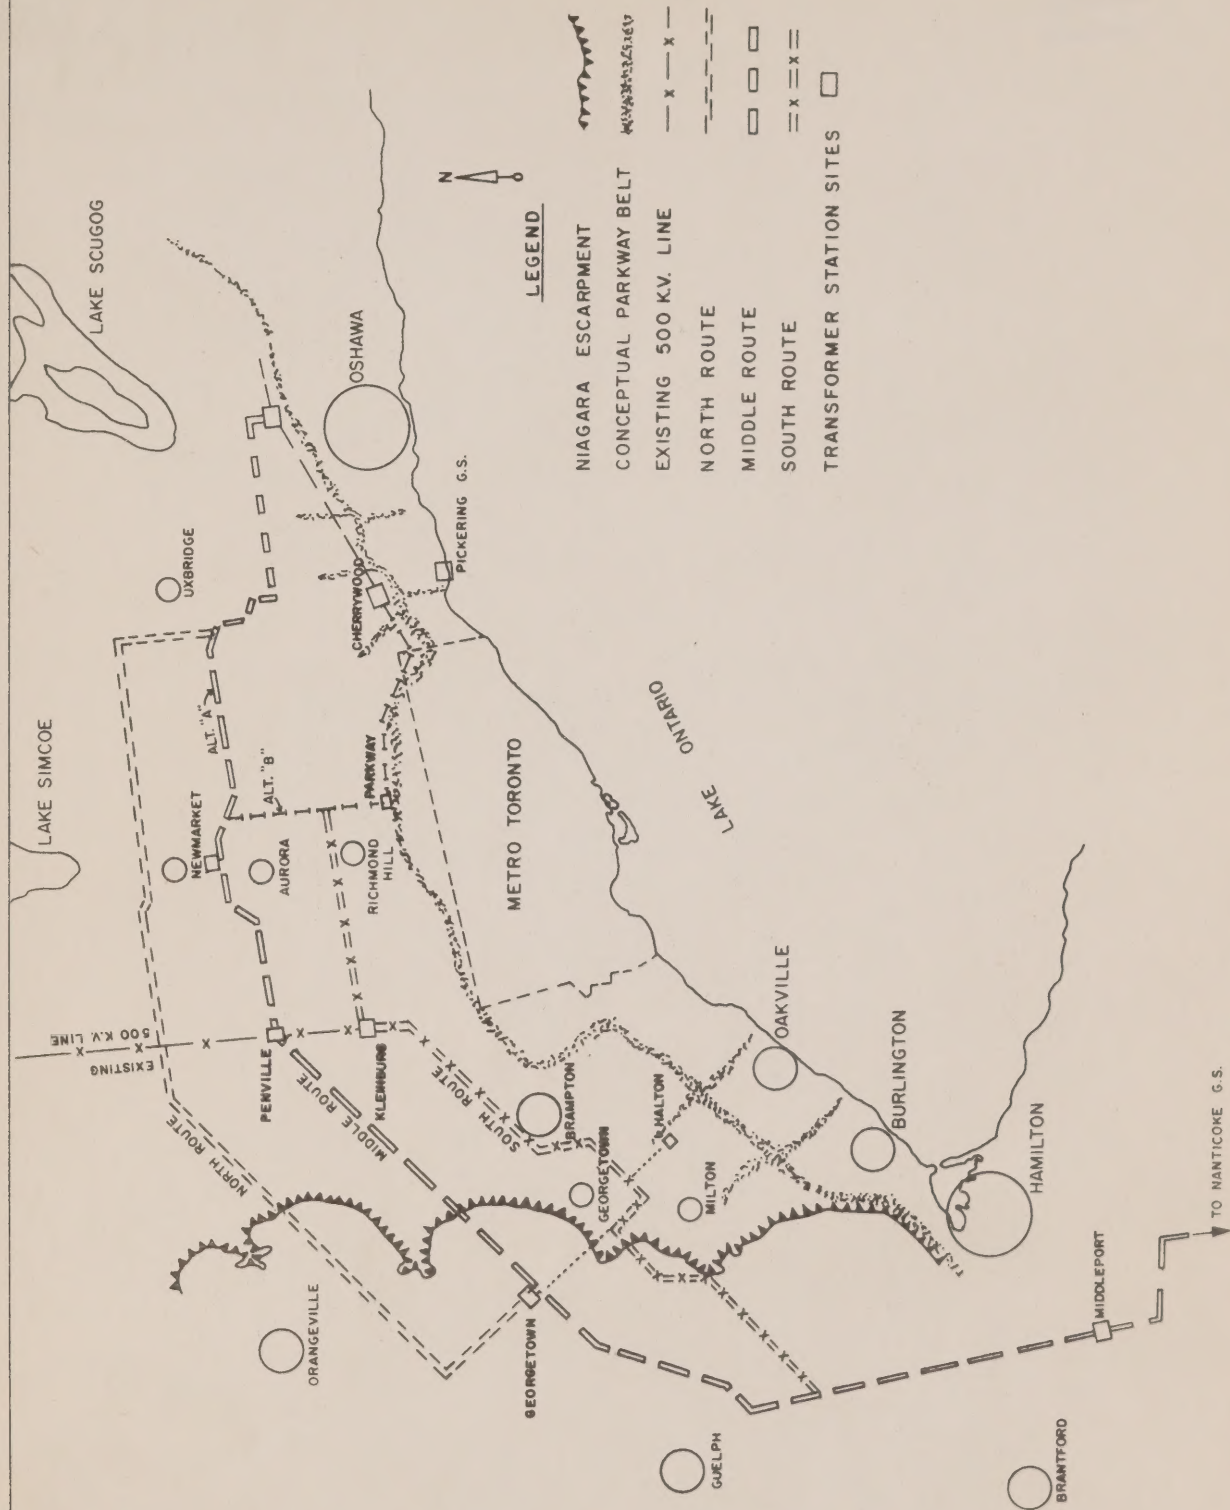 LAKE SIMCOE
LAKE SCUGOG
EXISTING
500 K.V. LINE
NORTH ROUTE
ORANGEVILLE
NEWMARKET
UXBRIDGE
ALT. "A"
ALT. "B"
AURORA
PENVILLE
MIDDLE ROUTE
KLEINBURG
RICHMOND
HILL
PARKWAY
CHERRYWOOD
OSHAWA
PICKERING G.S.
SOUTH ROUTE
BRAMPTON
GEORGETOWN
GEORGETOWN
METRO TORONTO
HALTON
MILTON
OAKVILLE
LAKE ONTARIO
GUELPH
BURLINGTON
HAMILTON
MIDDLEPORT
BRANTFORD
TO NANTICOKE G.S.
N
LEGEND
NIAGARA ESCARPMENT
CONCEPTUAL PARKWAY BELT
EXISTING 500 K.V. LINE
NORTH ROUTE
MIDDLE ROUTE
SOUTH ROUTE
TRANSFORMER STATION SITES